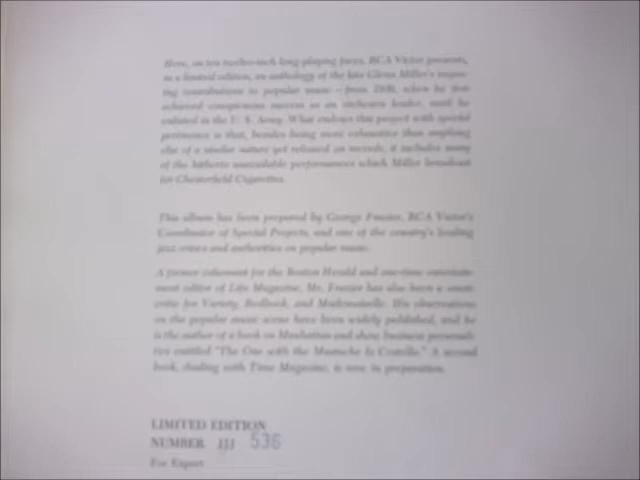 Here, on ten twelve-inch long-playing faces, RCA Victor presents,
in a limited edition, an anthology of the late Glenn Miller's
contributions to popular music—from 1938, when he first
achieved conspicuous success as an orchestra leader, until he
enlisted in the U. S. Army. What endows this project with special
pertinence is that, besides being more exhaustive than anything
else of a similar nature yet released on records, it includes many
of the hitherto unavailable performances which Miller broadcast
for Chesterfield Cigarettes.
This album has been prepared by George Frazier, RCA Victor's
Coordinator of Special Projects, and one of the country's leading
jazz critics and authorities on popular music.
A former columnist for the Boston Herald and one-time entertain-
ment editor of Life Magazine, Mr. Frazier has also been a
critic for Variety, Redbook, and Mademoiselle. His observations
on the popular music scene have been widely published, and he
is the author of a book on Manhattan and show business personali-
ties entitled "The One with the Mustache Is Costello." A second
book, dealing with Time Magazine, is now in preparation.
LIMITED EDITION
NUMBER 536
For Export